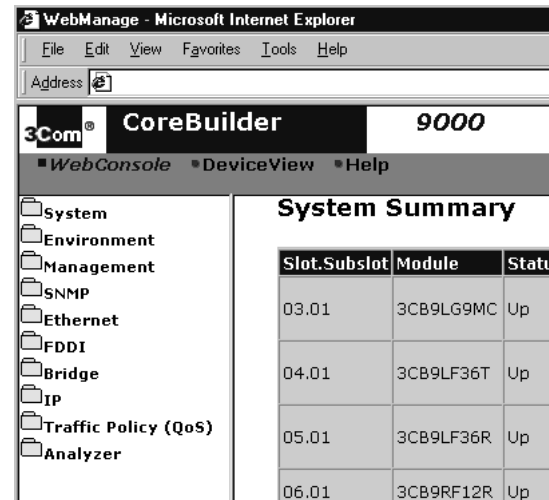 WebManage - Microsoft Internet Explorer
File Edit View Favorites Tools Help
Address
3Com® CoreBuilder 9000
WebConsole DeviceView Help
System
Environment
Management
SNMP
Ethernet
FDDI
Bridge
IP
Traffic Policy (QoS)
Analyzer
System Summary
Slot.Subslot Module Statu
03.01 3CB9LG9MC Up
04.01 3CB9LF36T Up
05.01 3CB9LF36R Up
06.01 3CB9RF12R Up